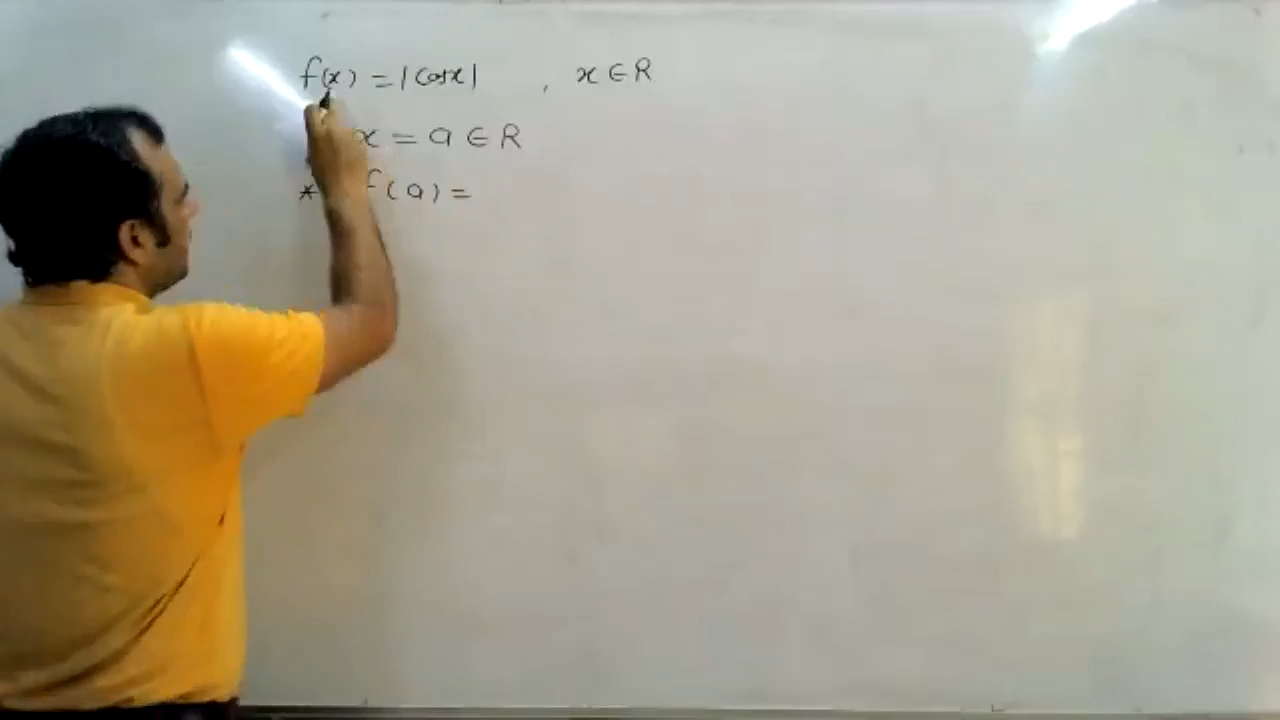 f(x) = |cosx| , x ∈ R
x = a ∈ R
* f(a) =